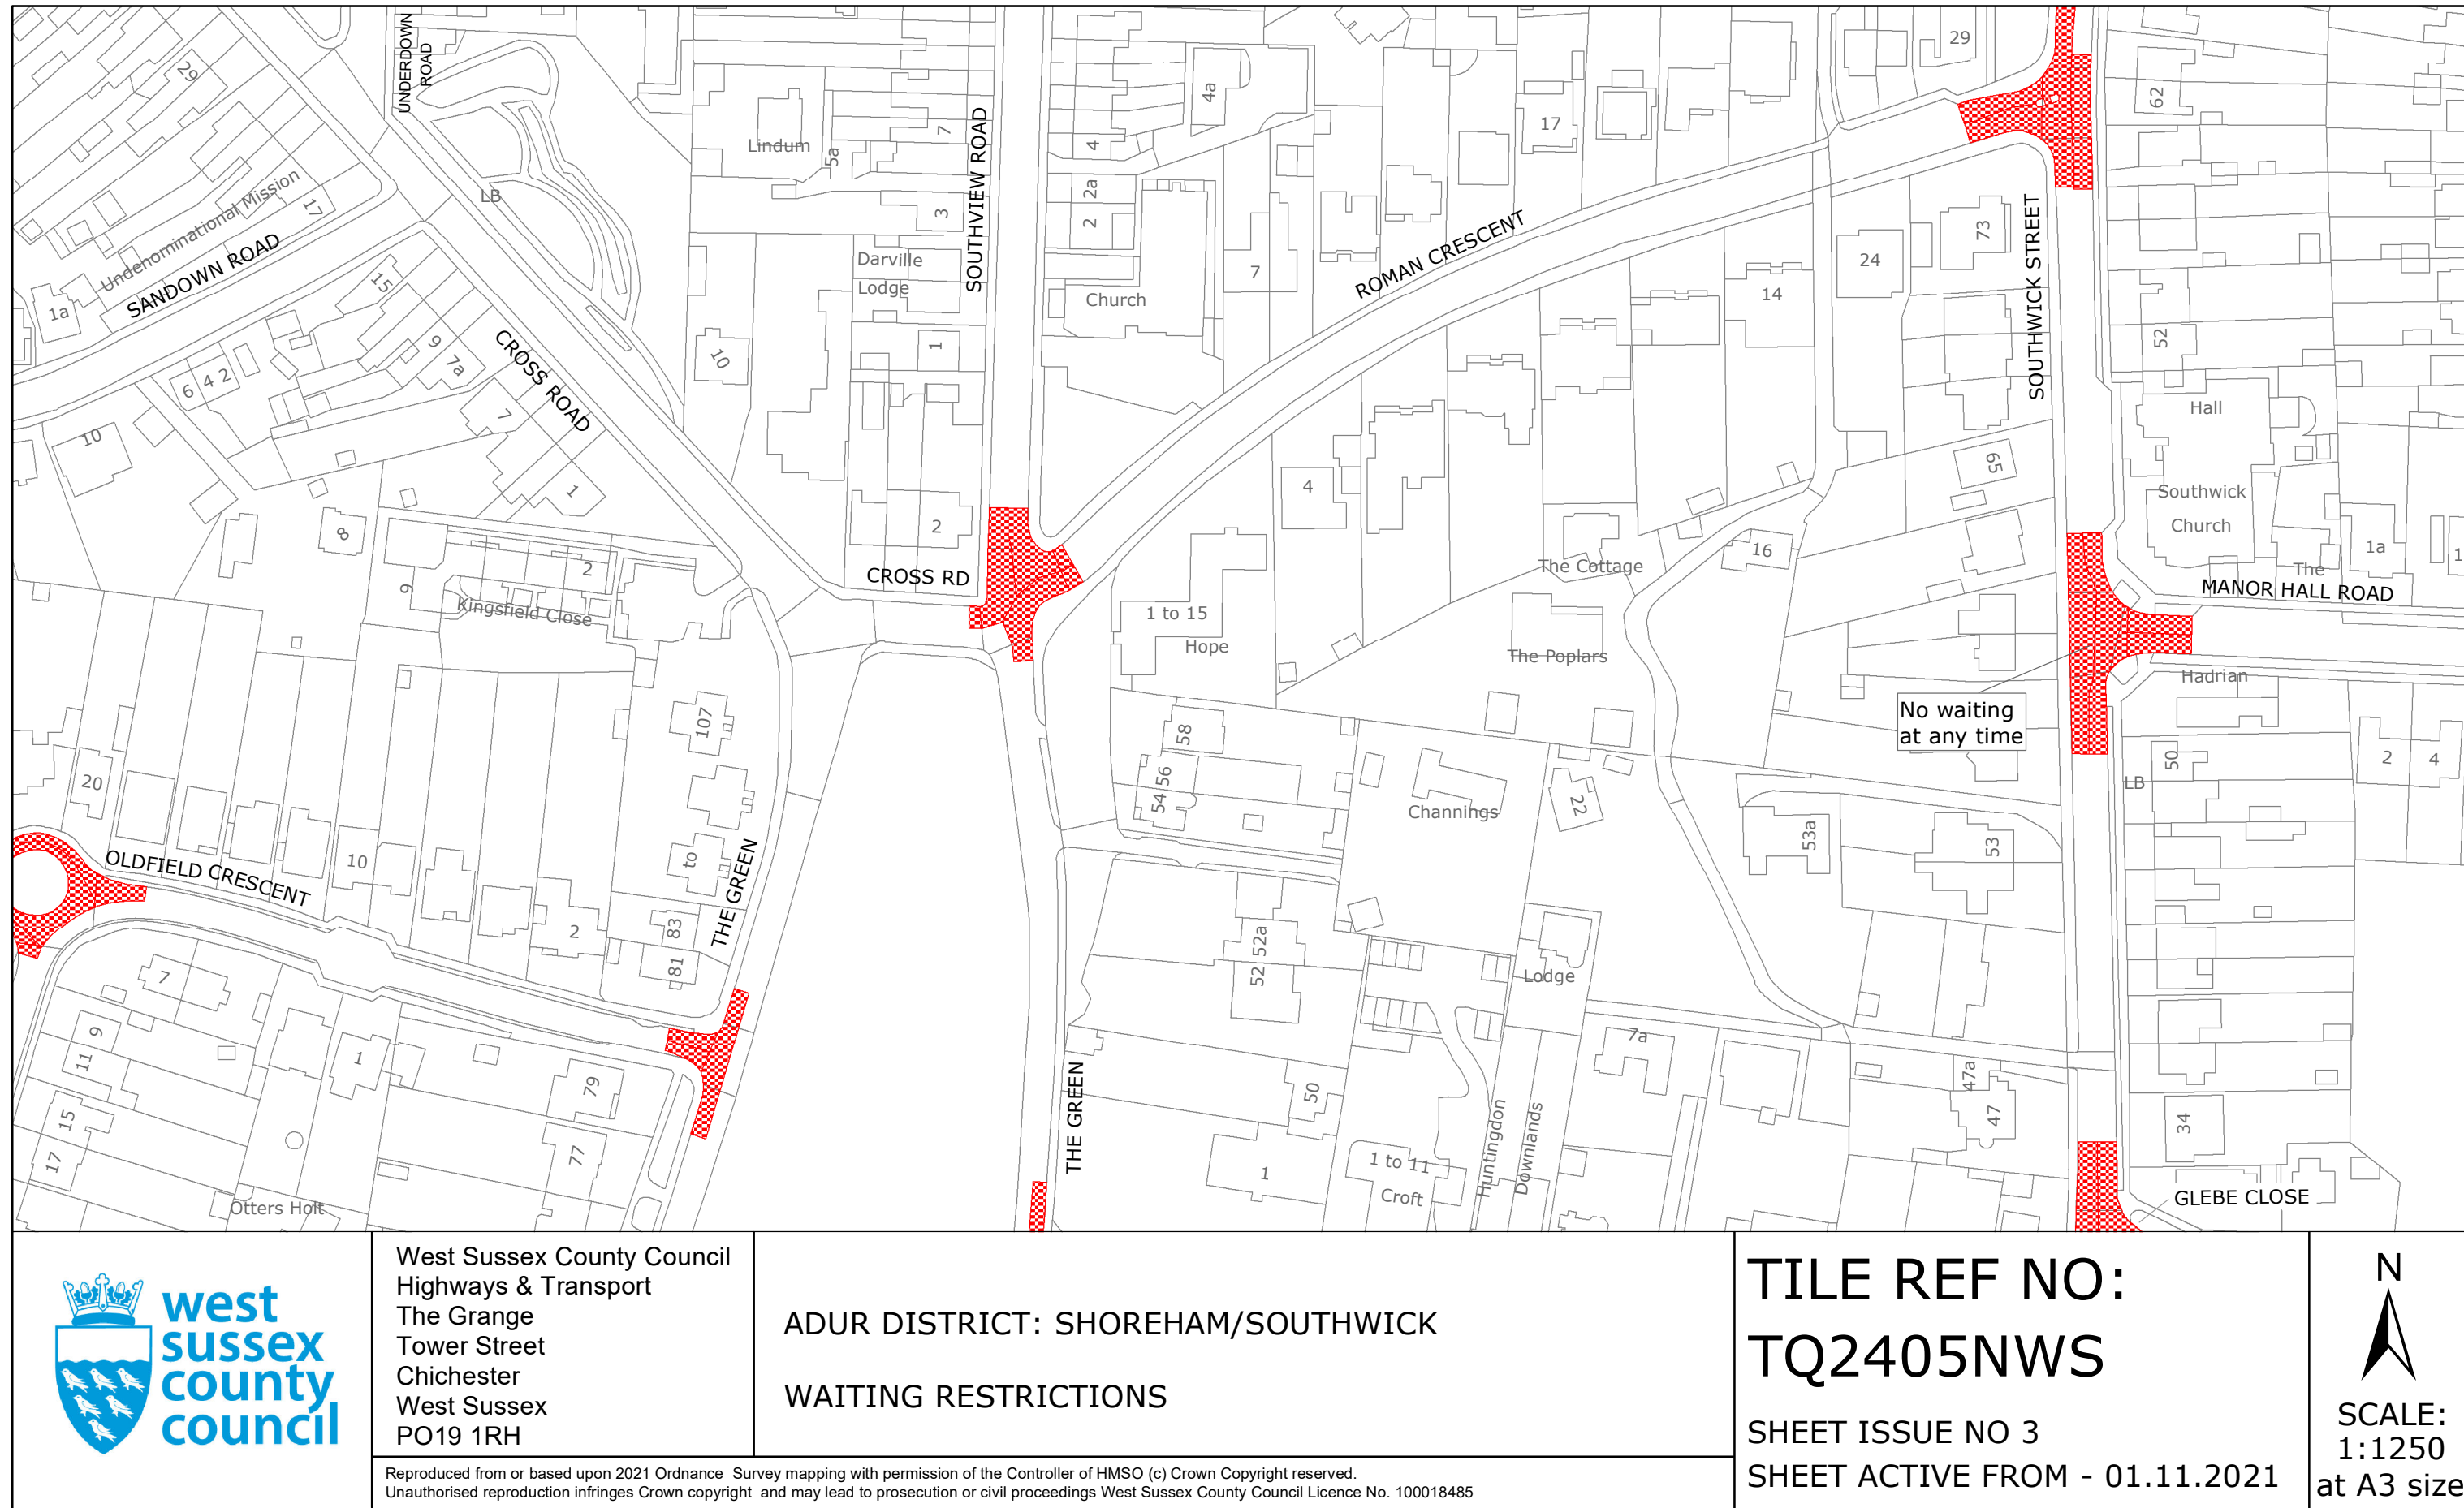 UNDERDOWN
ROAD
29
Lindum
5a
7
SOUTHVIEW ROAD
4
4a
17
29
62
LB
Undenominational Mission
17
SANDOWN ROAD
1a
3
2a
2
ROMAN CRESCENT
7
73
24
SOUTHWICK STREET
Darville
Lodge
Church
14
15
52
CROSS ROAD
9
7a
6
4
2
7
10
1
10
1
Hall
65
4
2
Southwick
Church
8
1a
1
16
The Cottage
The
MANOR HALL ROAD
CROSS RD
2
9
Kingsfield Close
1 to 15
Hope
The Poplars
Hadrian
No waiting
at any time
107
58
56
54
50
2
4
LB
20
Channings
22
53a
53
OLDFIELD CRESCENT
10
to
THE GREEN
2
83
81
52a
52
Lodge
7
9
11
1
79
7a
47a
47
50
THE GREEN
15
17
77
34
1
1 to 11
Croft
Huntingdon
Downlands
Otters Holt
GLEBE CLOSE
west
sussex
county
council
West Sussex County Council
Highways & Transport
The Grange
Tower Street
Chichester
West Sussex
PO19 1RH
ADUR DISTRICT: SHOREHAM/SOUTHWICK
WAITING RESTRICTIONS
Reproduced from or based upon 2021 Ordnance Survey mapping with permission of the Controller of HMSO (c) Crown Copyright reserved.
Unauthorised reproduction infringes Crown copyright and may lead to prosecution or civil proceedings West Sussex County Council Licence No. 100018485
TILE REF NO:
TQ2405NWS
SHEET ISSUE NO 3
SHEET ACTIVE FROM - 01.11.2021
N
SCALE:
1:1250
at A3 size